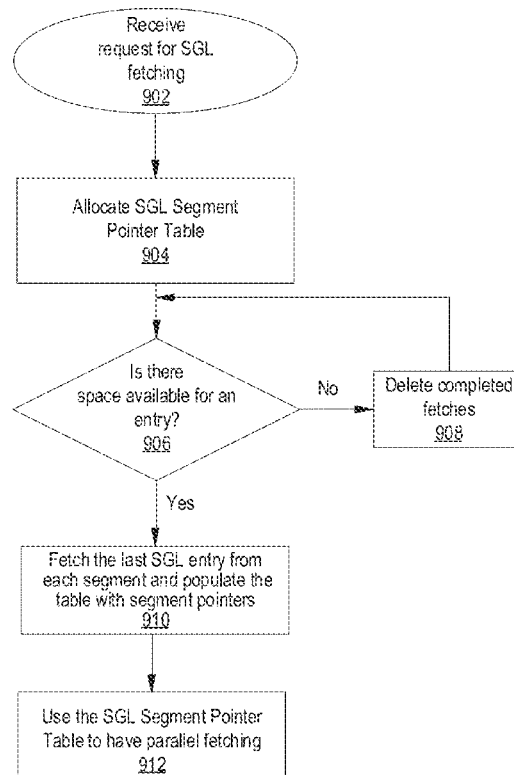 Receive
request for SGL
fetching
902
Allocate SGL Segment
Pointer Table
904
Is there
space available for an
entry?
906
No
Delete completed
fetches
908
Yes
Fetch the last SGL entry from
each segment and populate the
table with segment pointers
910
Use the SGL Segment Pointer
Table to have parallel fetching
912